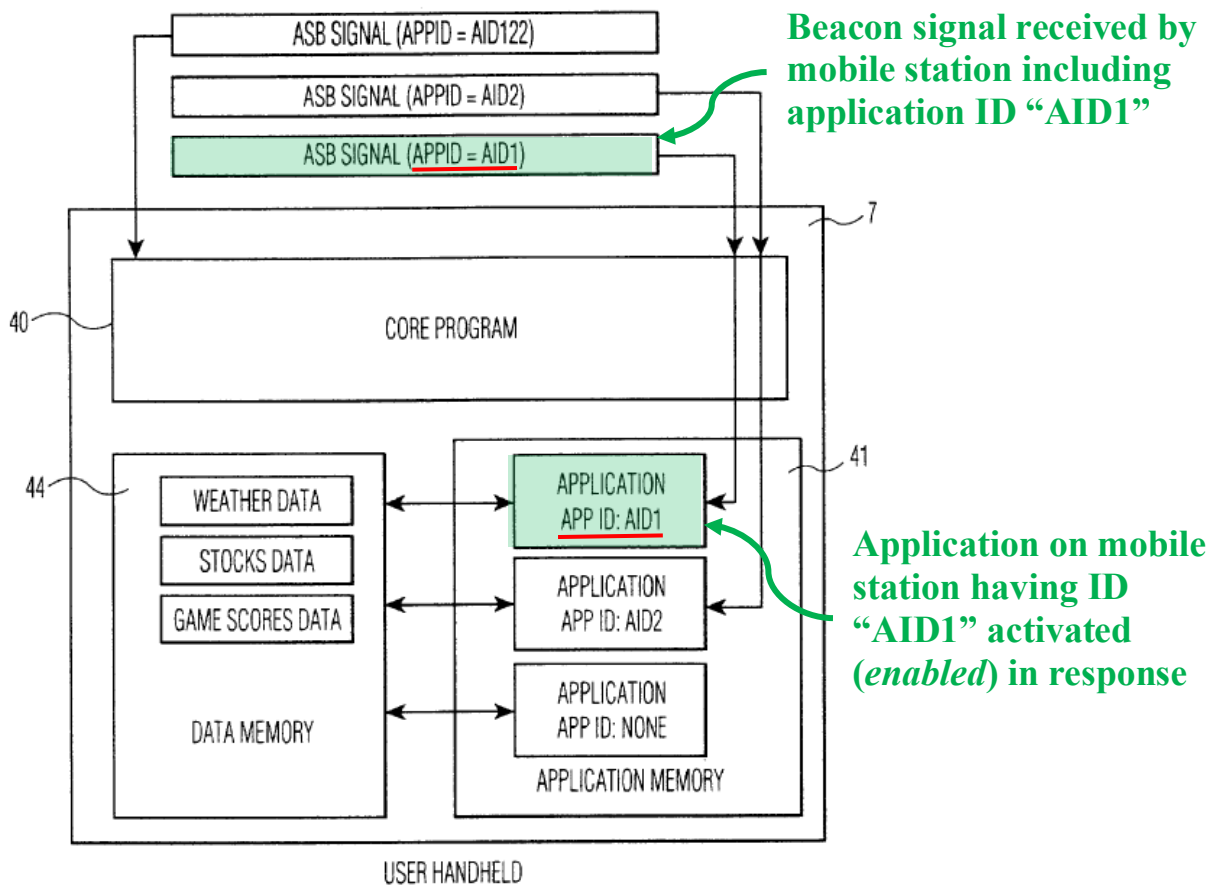 ASB SIGNAL (APPID = AID122)
ASB SIGNAL (APPID = AID2)
ASB SIGNAL (APPID = AID1)
Beacon signal received by
mobile station including
application ID “AID1”
7
40
CORE PROGRAM
44
WEATHER DATA
STOCKS DATA
GAME SCORES DATA
DATA MEMORY
41
APPLICATION
APP ID: AID1
APPLICATION
APP ID: AID2
APPLICATION
APP ID: NONE
APPLICATION MEMORY
Application on mobile
station having ID
“AID1” activated
(enabled) in response
USER HANDHELD